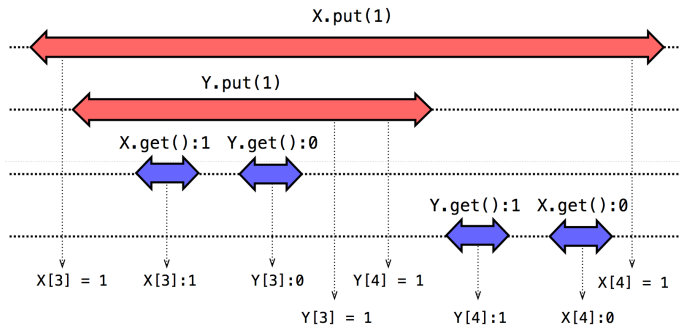 X.put(1)
Y.put(1)
X.get():1 Y.get():0
Y.get():1 X.get():0
X[3] = 1 X[3]:1 Y[3]:0 Y[4] = 1 X[4] = 1
Y[3] = 1 Y[4]:1 X[4]:0